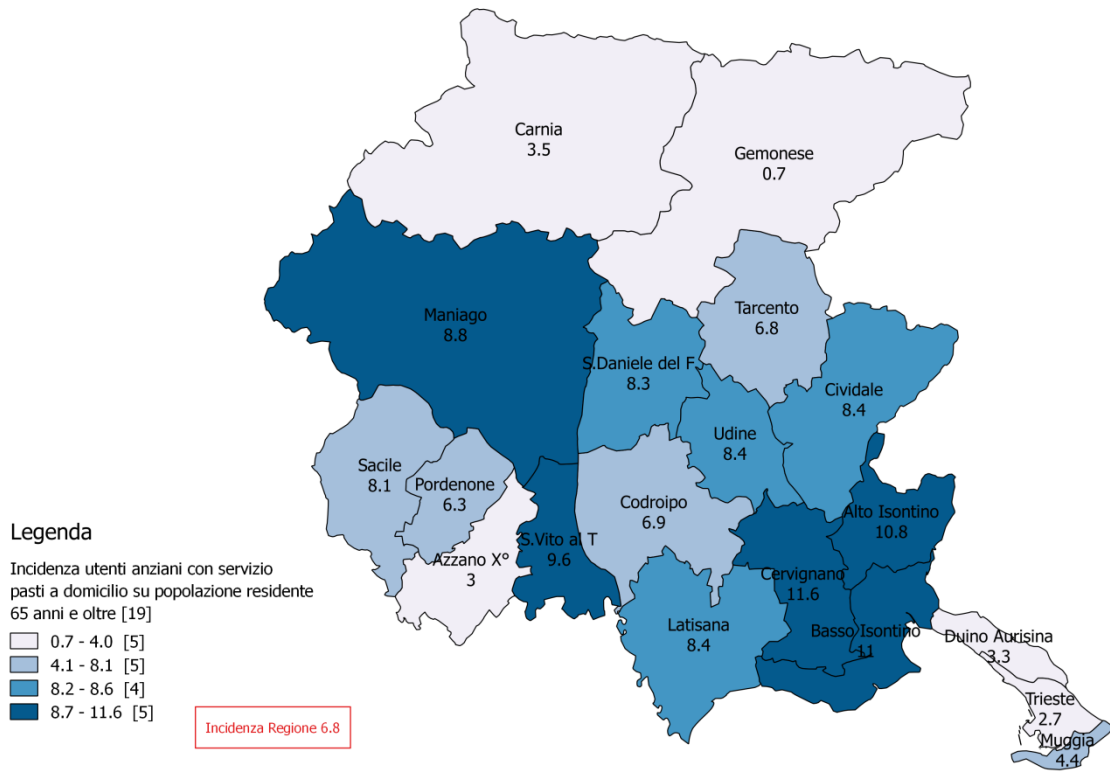 Carnia
3.5
Gemonese
0.7
Maniago
8.8
Tarcento
6.8
S.Daniele del F.
8.3
Cividale
8.4
Udine
8.4
Sacile
8.1
Pordenone
6.3
Codroipo
6.9
Alto Isontino
10.8
S.Vito al T
9.6
Azzano X°
3
Cervignano
11.6
Latisana
8.4
Basso Isontino
11
Duino Aurisina
3.3
Trieste
2.7
Muggia
4.4
Legenda
Incidenza utenti anziani con servizio
pasti a domicilio su popolazione residente
65 anni e oltre [19]
0.7 - 4.0 [5]
4.1 - 8.1 [5]
8.2 - 8.6 [4]
8.7 - 11.6 [5]
Incidenza Regione 6.8